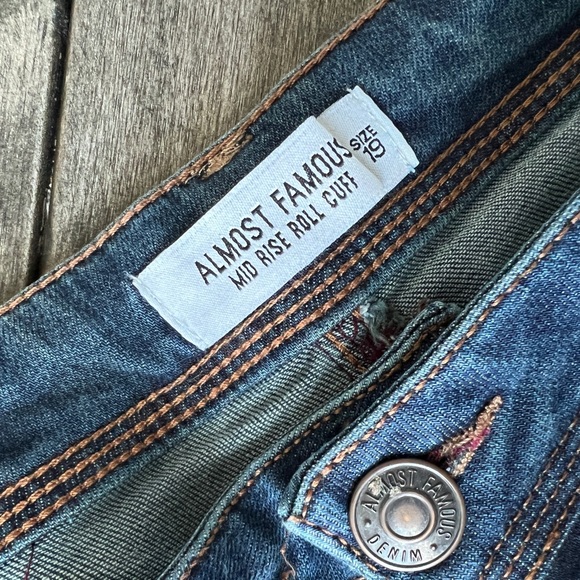 ALMOST FAMOUS
MID RISE ROLL CUFF
SIZE
19
ALMOST FAMOUS
DENIM